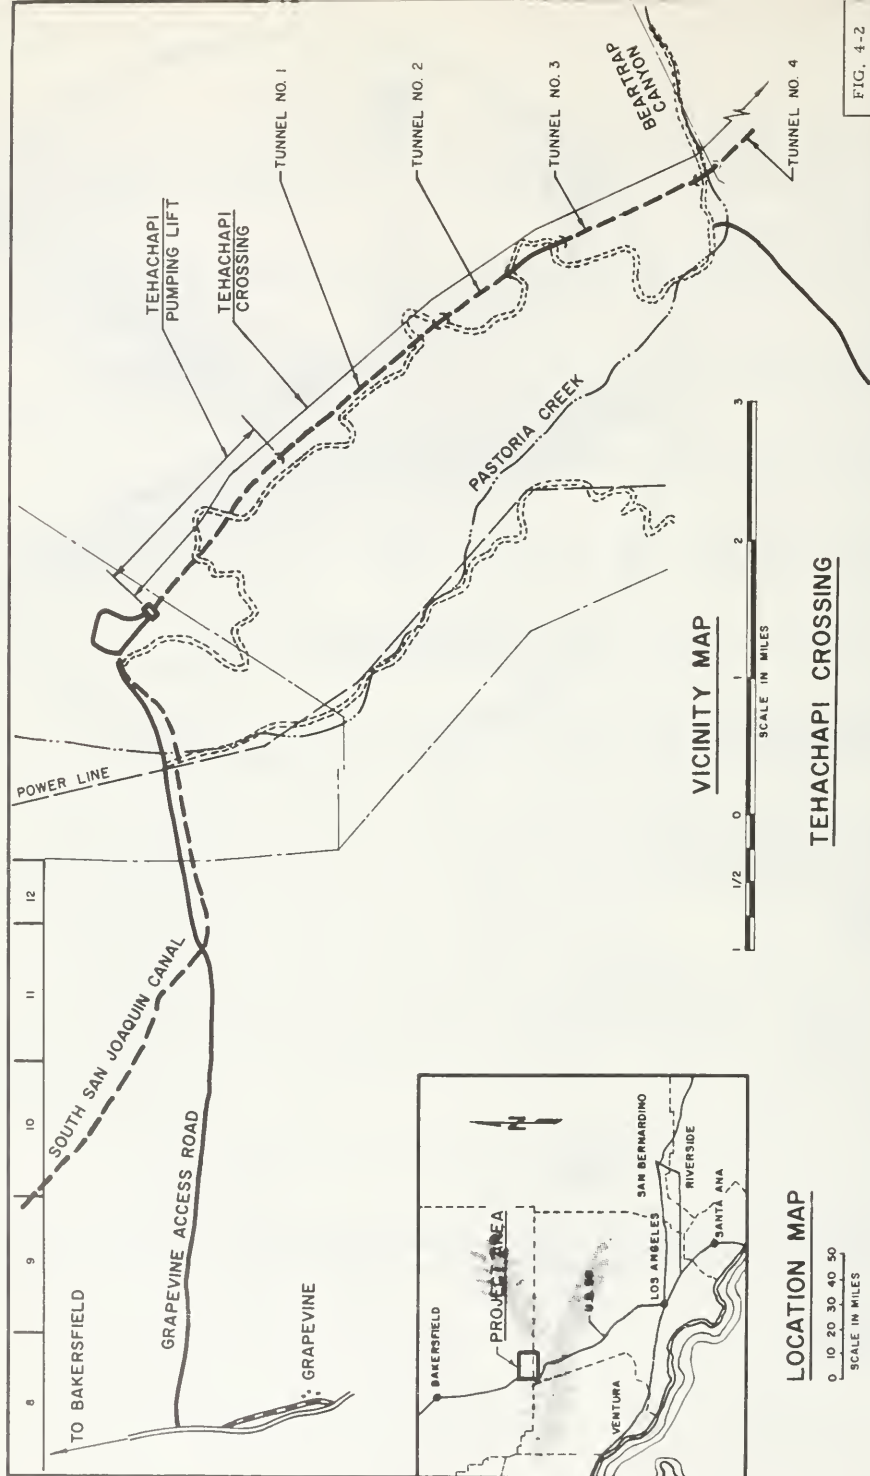 8
9
10
11
12
TO BAKERSFIELD
GRAPEVINE
GRAPEVINE ACCESS ROAD
SOUTH SAN JOAQUIN CANAL
POWER LINE
TEHACHAPI
PUMPING LIFT
TEHACHAPI
CROSSING
TUNNEL NO. 1
TUNNEL NO. 2
TUNNEL NO. 3
BEARTRAP
CANYON
TUNNEL NO. 4
PASTORIA CREEK
BAKERSFIELD
PROJECT AREA
N
VENTURA
LOS ANGELES
SAN BERNARDINO
RIVERSIDE
SANTA ANA
LOCATION MAP
0 10 20 30 40 50
SCALE IN MILES
VICINITY MAP
1 1/2 0 1 2 3
SCALE IN MILES
TEHACHAPI CROSSING
FIG. 4-2